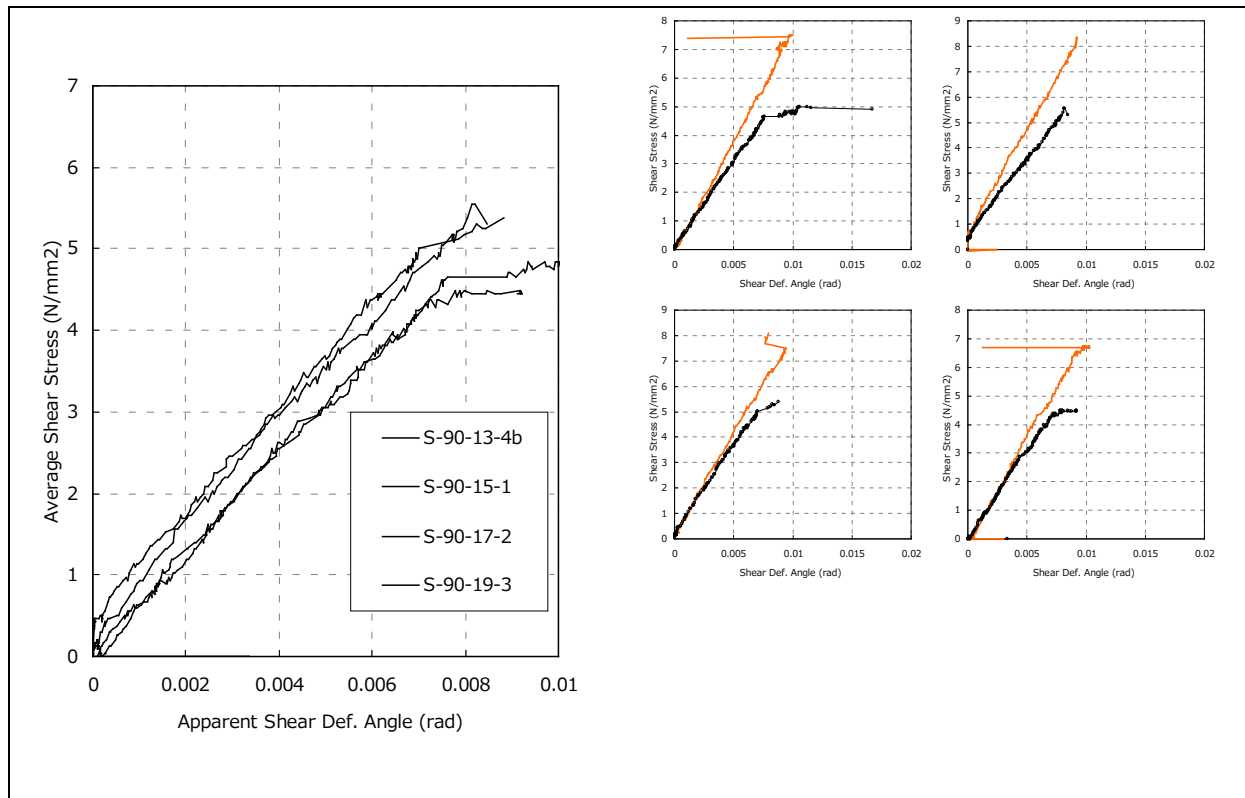 Average Shear Stress (N/mm2)
7
6
5
4
3
2
1
0
0 0.002 0.004 0.006 0.008 0.01
Apparent Shear Def. Angle (rad)
S-90-13-4b
S-90-15-1
S-90-17-2
S-90-19-3
Shear Stress (N/mm2)
8
7
6
5
4
3
2
1
0
0 0.005 0.01 0.015 0.02
Shear Def. Angle (rad)
Shear Stress (N/mm2)
9
8
7
6
5
4
3
2
1
0
0 0.005 0.01 0.015 0.02
Shear Def. Angle (rad)
Shear Stress (N/mm2)
9
8
7
6
5
4
3
2
1
0
0 0.005 0.01 0.015 0.02
Shear Def. Angle (rad)
Shear Stress (N/mm2)
8
7
6
5
4
3
2
1
0
0 0.005 0.01 0.015 0.02
Shear Def. Angle (rad)